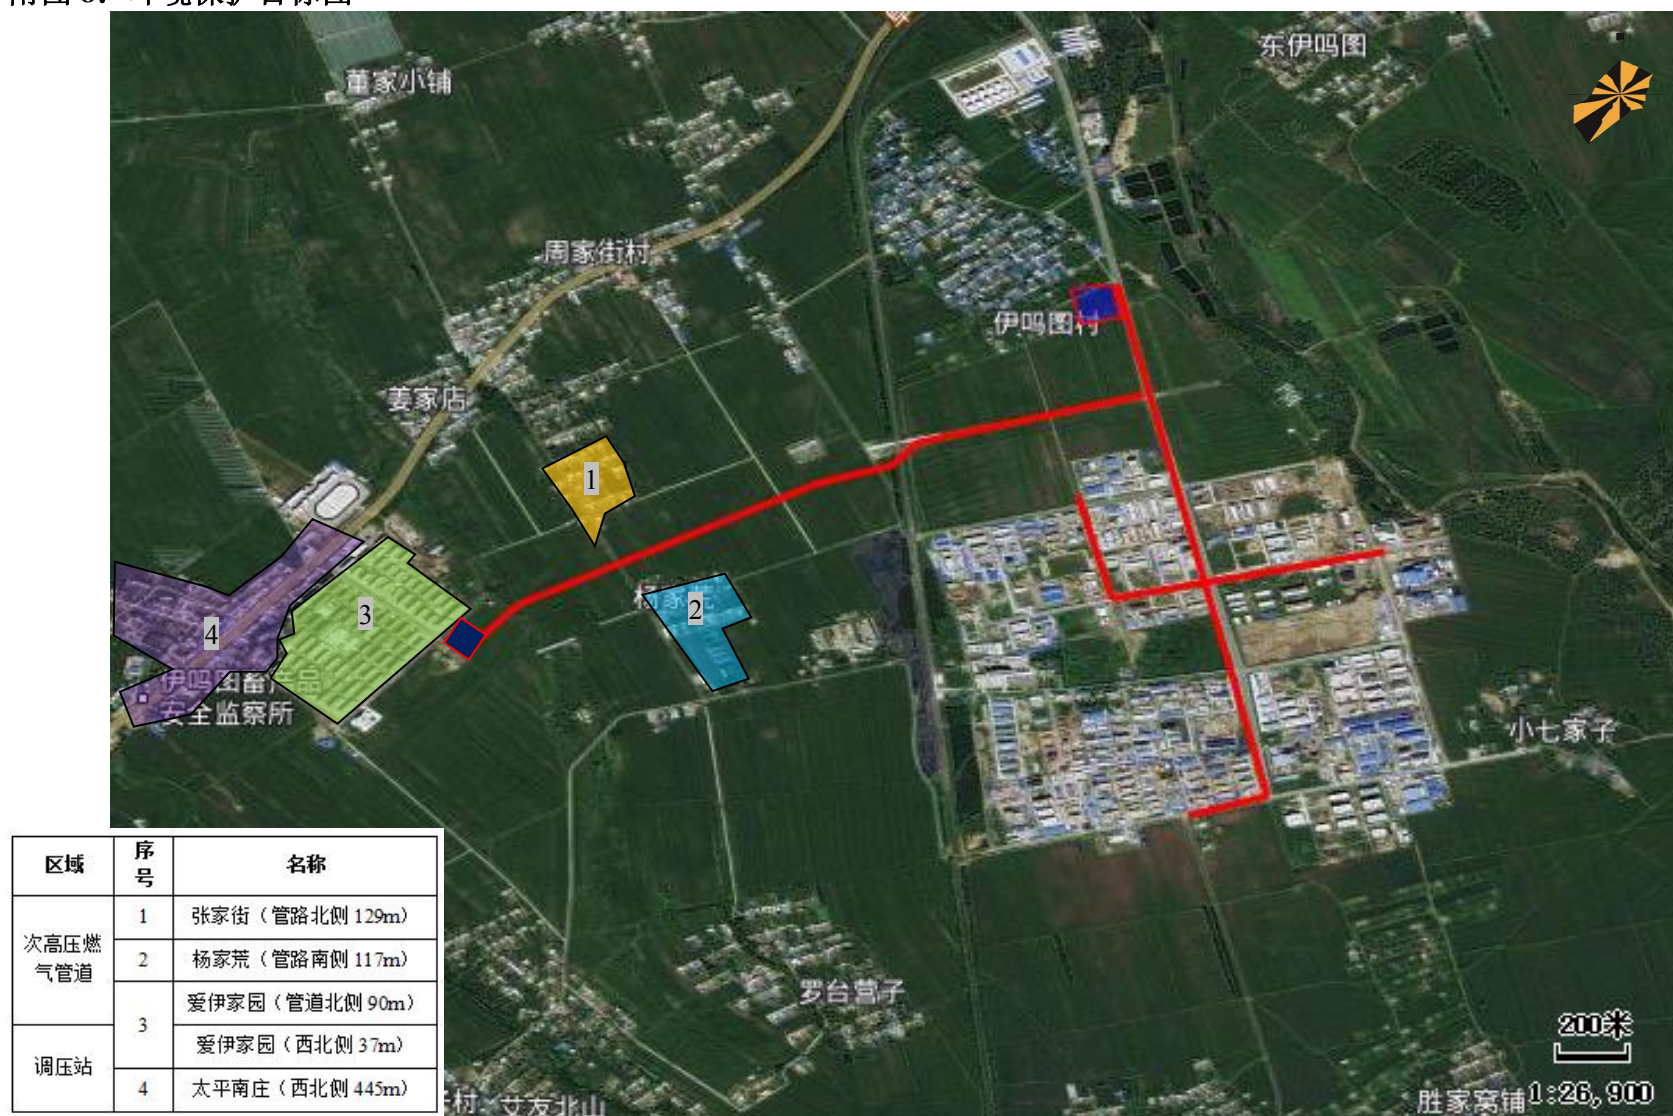 东伊吗图
董家小铺
周家街村
伊吗图村
姜家店
1
2
3
4
伊吗图畜产品
安全监察所
小七家子
罗台营子
200米
1:26,900
胜家窝铺
女友北山
区域 序号 名称
次高压燃气管道 1 张家街（管路北侧 129m）
2 杨家荒（管路南侧 117m）
3 爱伊家园（管道北侧 90m）
调压站 爱伊家园（西北侧 37m）
4 太平南庄（西北侧 445m）